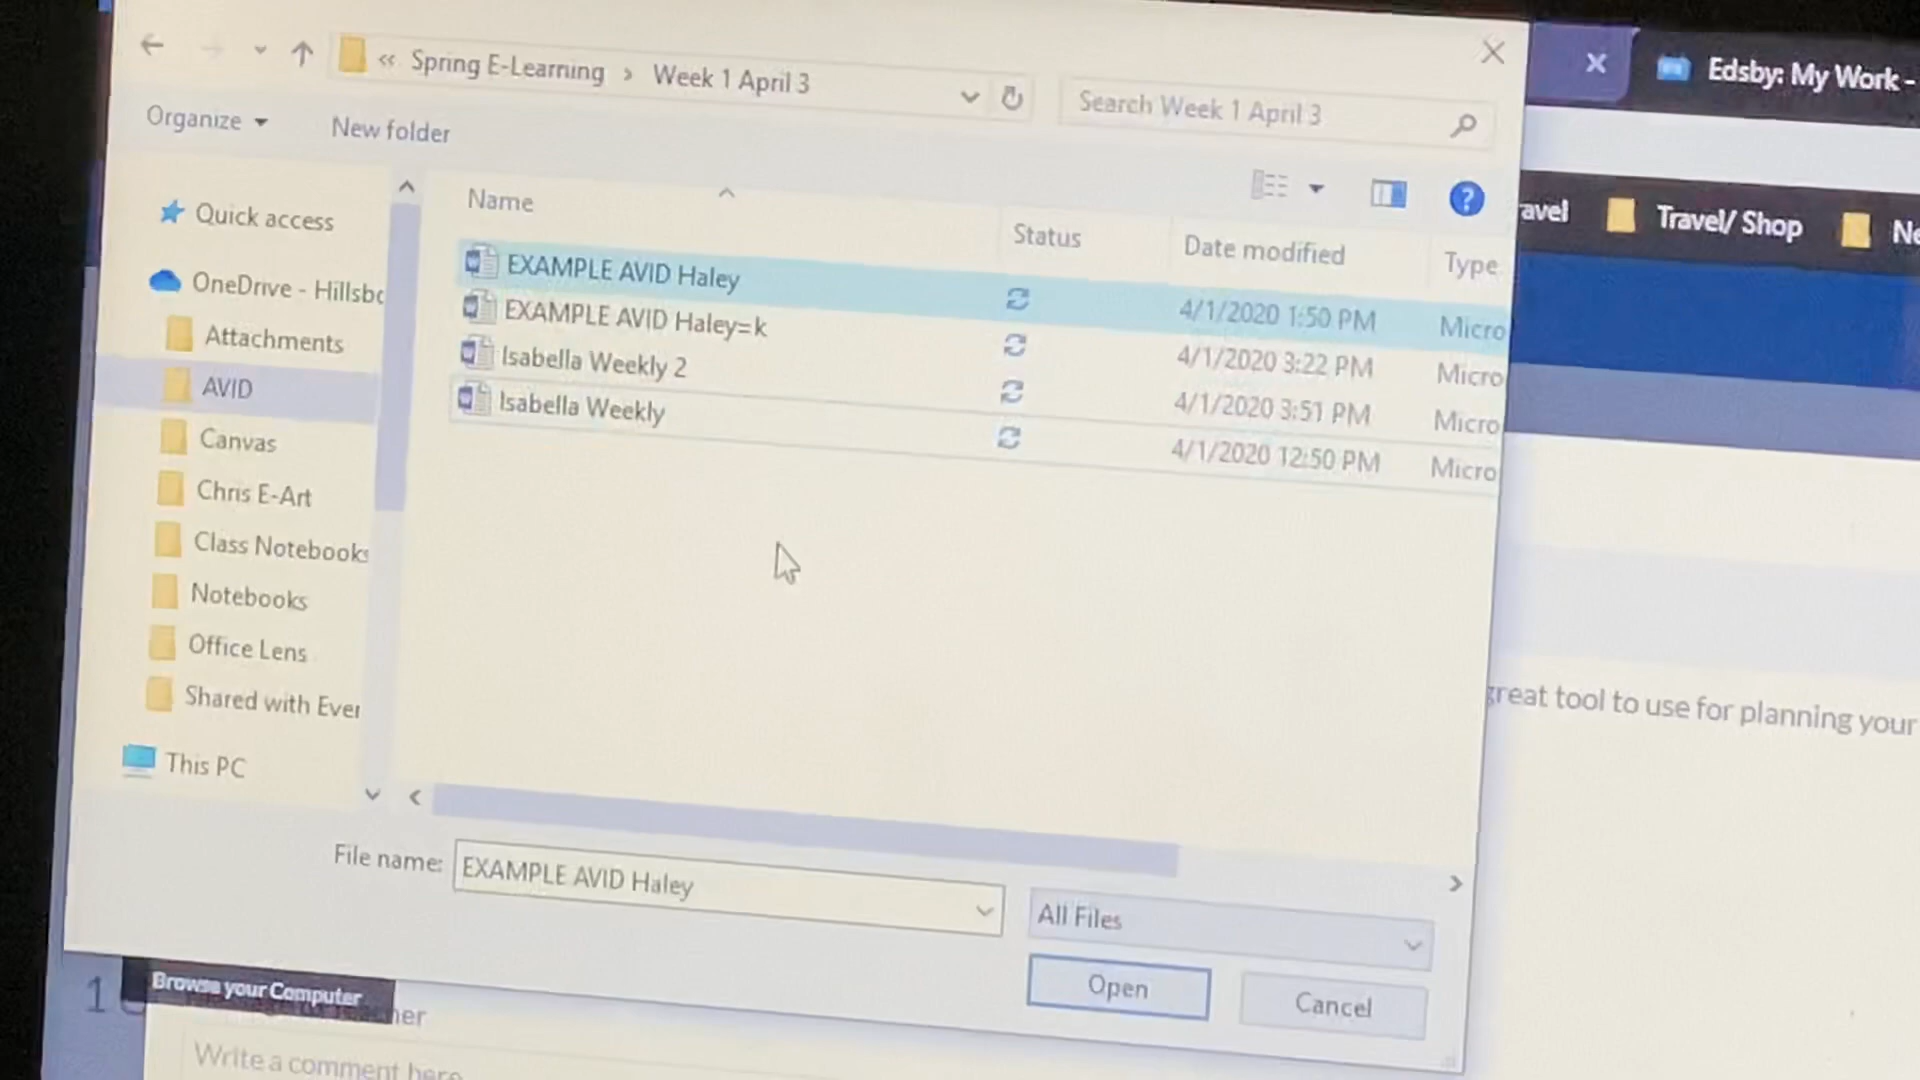 « Spring E-Learning > Week 1 April 3
Search Week 1 April 3
Edsby: My Work -
Organize
New folder
Travel/ Shop
Name
Status
Date modified
Type
Quick access
OneDrive - Hillsbo
Attachments
AVID
Canvas
Chris E-Art
Class Notebooks
Notebooks
Office Lens
Shared with Ever
This PC
EXAMPLE AVID Haley
4/1/2020 1:50 PM
Micro
EXAMPLE AVID Haley=k
4/1/2020 3:22 PM
Micro
Isabella Weekly 2
4/1/2020 3:51 PM
Micro
Isabella Weekly
4/1/2020 12:50 PM
Micro
great tool to use for planning your
File name: EXAMPLE AVID Haley
All Files
Open
Cancel
Browse your Computer
Write a comment here